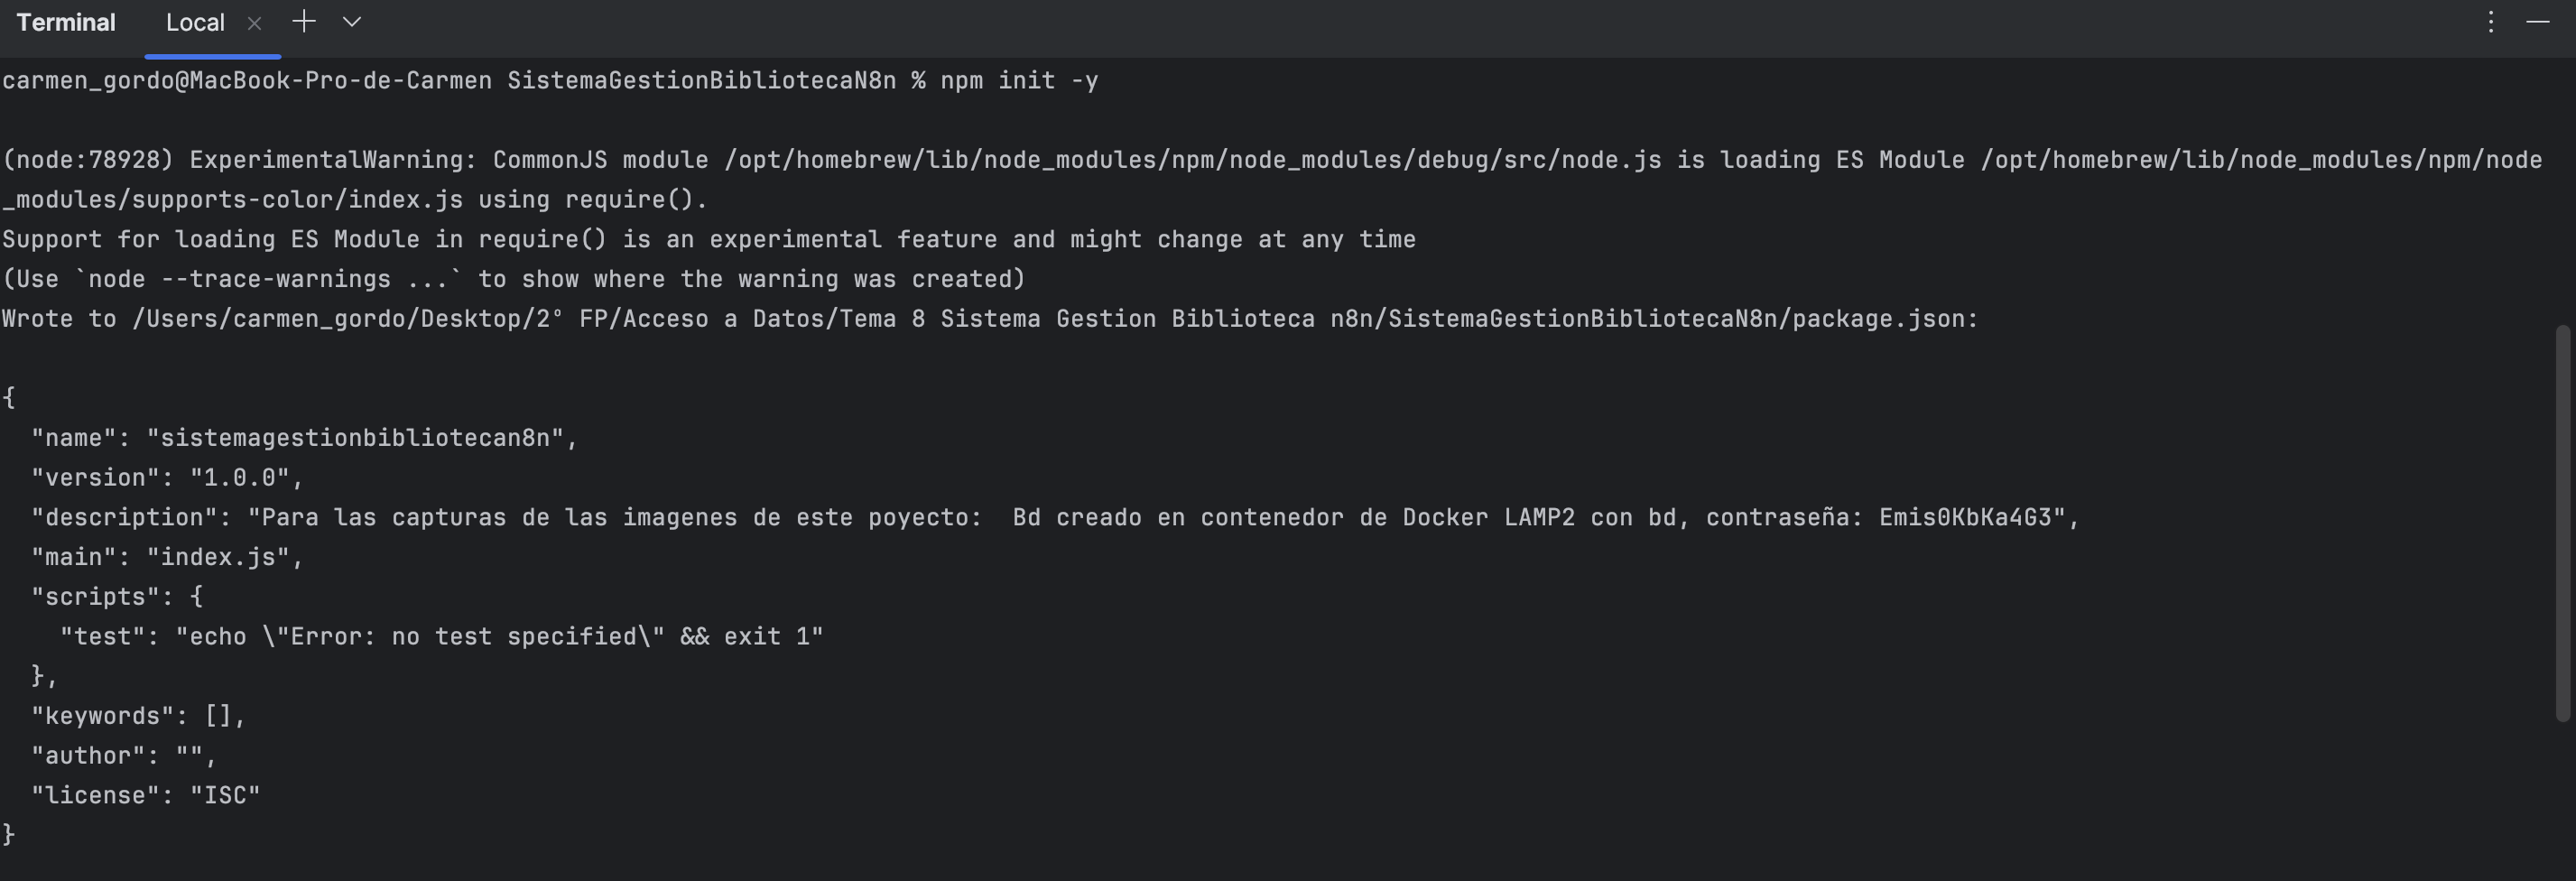 Terminal Local
carmen_gordo@MacBook-Pro-de-Carmen SistemaGestionBibliotecaN8n % npm init -y
(node:78928) ExperimentalWarning: CommonJS module /opt/homebrew/lib/node_modules/npm/node_modules/debug/src/node.js is loading ES Module /opt/homebrew/lib/node_modules/npm/node
_modules/supports-color/index.js using require().
Support for loading ES Module in require() is an experimental feature and might change at any time
(Use `node --trace-warnings ...` to show where the warning was created)
Wrote to /Users/carmen_gordo/Desktop/2º FP/Acceso a Datos/Tema 8 Sistema Gestion Biblioteca n8n/SistemaGestionBibliotecaN8n/package.json:
{
  "name": "sistemagestionbibliotecan8n",
  "version": "1.0.0",
  "description": "Para las capturas de las imagenes de este poyecto:  Bd creado en contenedor de Docker LAMP2 con bd, contraseña: Emis0KbKa4G3",
  "main": "index.js",
  "scripts": {
    "test": "echo \"Error: no test specified\" && exit 1"
  },
  "keywords": [],
  "author": "",
  "license": "ISC"
}